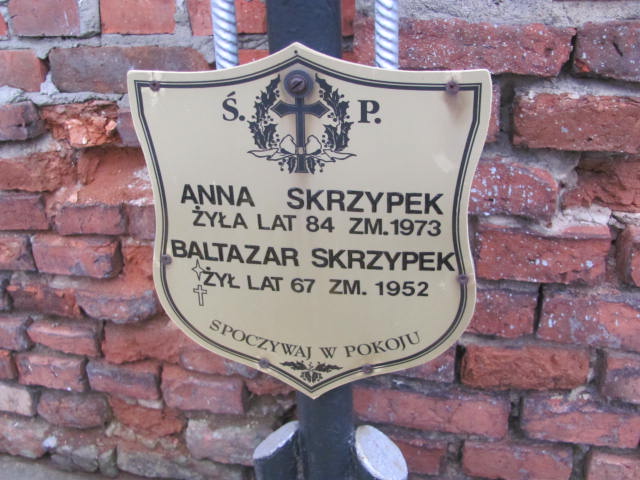 Ś. P.
ANNA SKRZYPEK
ŻYŁA LAT 84 ZM.1973
BALTAZAR SKRZYPEK
ŻYŁ LAT 67 ZM. 1952
SPOCZYWAJ W POKOJU